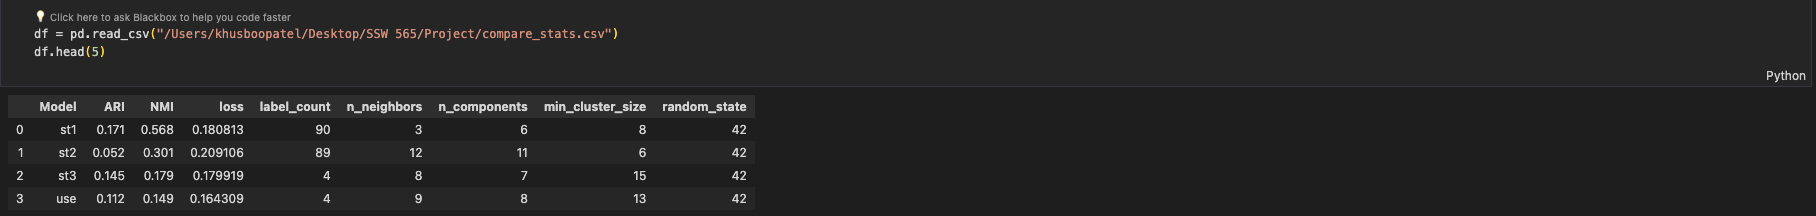 Click here to ask Blackbox to help you code faster
df = pd.read_csv("/Users/khusboopatel/Desktop/SSW 565/Project/compare_stats.csv")
df.head(5)
Python
Model ARI NMI loss label_count n_neighbors n_components min_cluster_size random_state
0 st1 0.171 0.568 0.180813 90 3 6 8 42
1 st2 0.052 0.301 0.209106 89 12 11 6 42
2 st3 0.145 0.179 0.179919 4 8 7 15 42
3 use 0.112 0.149 0.164309 4 9 8 13 42